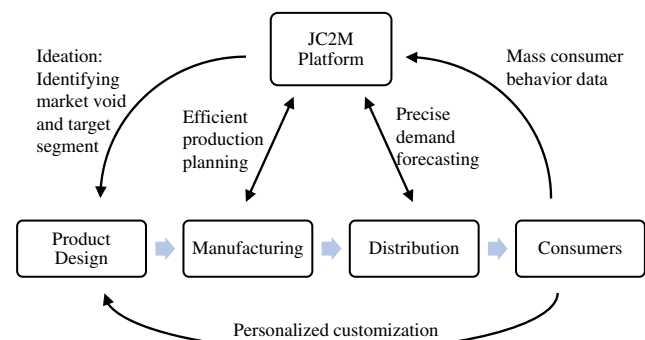 JC2M
Platform
Ideation:
Identifying
market void
and target
segment
Mass consumer
behavior data
Efficient
production
planning
Precise
demand
forecasting
Product
Design
Manufacturing
Distribution
Consumers
Personalized customization